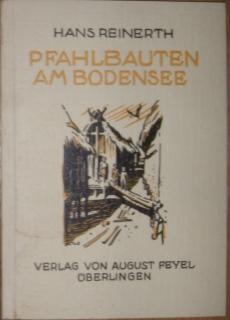 HANS REINERTH
PFAHLBAUTEN
AM BODENSEE
VERLAG VON AUGUST FEYEL
ÜBERLINGEN